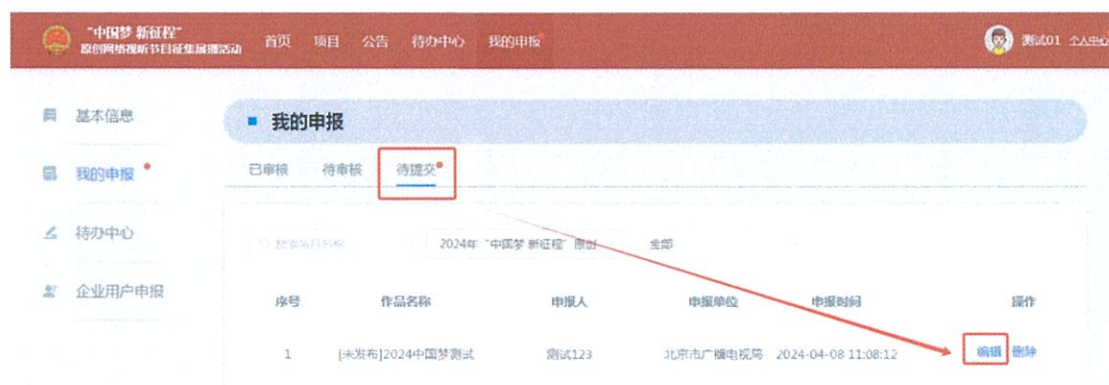 “中国梦 新征程”
原创网络视听节目征集展播活动
首页 项目 公告 待办中心 我的申报
测试01 个人中心
基本信息
我的申报
我的申报
已审核 待审核 待提交
待办中心
2024年“中国梦 新征程”原创 全部
企业用户申报
序号 作品名称 申报人 申报单位 申报时间 操作
1 [未发布]2024中国梦测试 测试123 北京市广播电视局 2024-04-08 11:08:12 编辑 删除